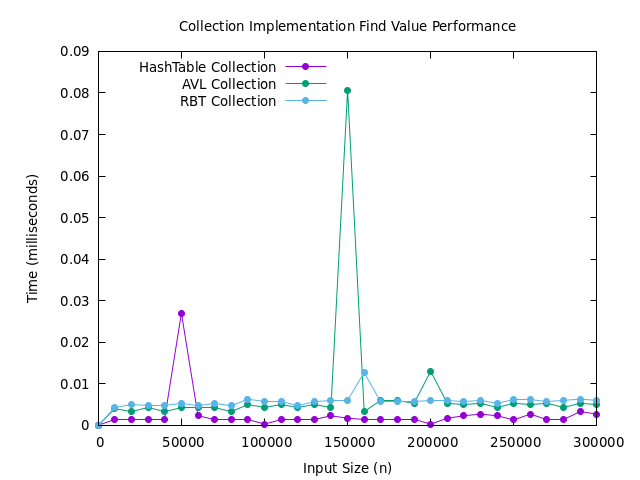 Collection Implementation Find Value Performance
HashTable Collection
AVL Collection
RBT Collection
0.09
0.08
0.07
0.06
0.05
0.04
0.03
0.02
0.01
0
Time (milliseconds)
0 50000 100000 150000 200000 250000 300000
Input Size (n)